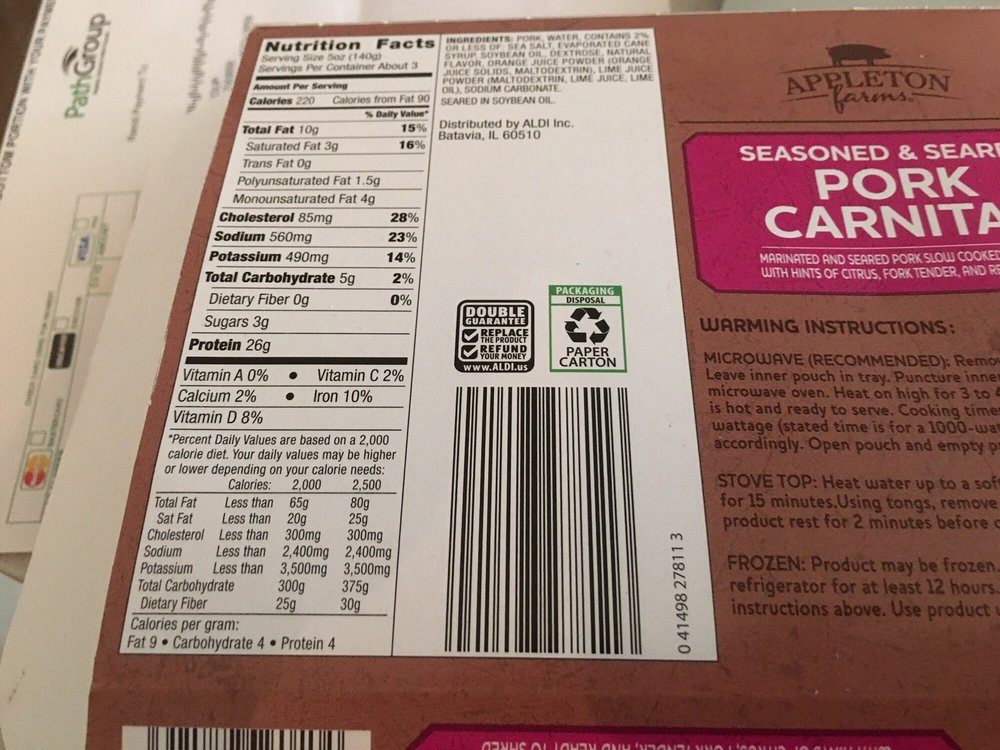 PathGroup
VISA
MasterCard
Nutrition Facts
Serving Size 5oz (140g)
Servings Per Container About 3
Amount Per Serving
Calories 220 Calories from Fat 90
% Daily Value*
Total Fat 10g 15%
Saturated Fat 3g 16%
Trans Fat 0g
Polyunsaturated Fat 1.5g
Monounsaturated Fat 4g
Cholesterol 85mg 28%
Sodium 560mg 23%
Potassium 490mg 14%
Total Carbohydrate 5g 2%
Dietary Fiber 0g 0%
Sugars 3g
Protein 26g
Vitamin A 0% • Vitamin C 2%
Calcium 2% • Iron 10%
Vitamin D 8%
*Percent Daily Values are based on a 2,000
calorie diet. Your daily values may be higher
or lower depending on your calorie needs:
Calories: 2,000 2,500
Total Fat Less than 65g 80g
Sat Fat Less than 20g 25g
Cholesterol Less than 300mg 300mg
Sodium Less than 2,400mg 2,400mg
Potassium Less than 3,500mg 3,500mg
Total Carbohydrate 300g 375g
Dietary Fiber 25g 30g
Calories per gram:
Fat 9 • Carbohydrate 4 • Protein 4
INGREDIENTS: PORK, WATER, CONTAINS 2%
OR LESS OF: SEA SALT, EVAPORATED CANE
SYRUP, SOYBEAN OIL, DEXTROSE, NATURAL
FLAVOR, ORANGE JUICE POWDER (ORANGE
JUICE SOLIDS, MALTODEXTRIN), LIME JUICE
POWDER (MALTODEXTRIN, LIME JUICE, LIME
OIL), SODIUM CARBONATE.
SEARED IN SOYBEAN OIL.
Distributed by ALDI Inc.
Batavia, IL 60510
DOUBLE
GUARANTEE
REPLACE
THE PRODUCT
REFUND
YOUR MONEY
www.ALDI.us
PACKAGING
DISPOSAL
PAPER
CARTON
0 41498 27811 3
APPLETON
farms
SEASONED & SEARE
PORK
CARNITA
MARINATED AND SEARED PORK SLOW COOKED
WITH HINTS OF CITRUS, FORK TENDER, AND RE
WARMING INSTRUCTIONS:
MICROWAVE (RECOMMENDED): Remo
Leave inner pouch in tray. Puncture inne
microwave oven. Heat on high for 3 to 4
is hot and ready to serve. Cooking time
wattage (stated time is for a 1000-wat
accordingly. Open pouch and empty p
STOVE TOP: Heat water up to a soft
for 15 minutes. Using tongs, remove
product rest for 2 minutes before
FROZEN: Product may be frozen.
refrigerator for at least 12 hours.
instructions above. Use product